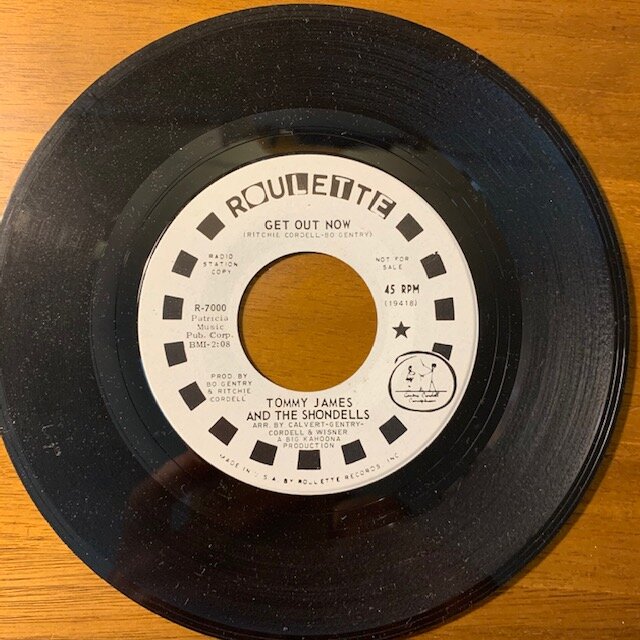 ROULETTE
GET OUT NOW
(RITCHIE CORDELL-BO GENTRY)
RADIO
STATION
COPY
NOT FOR
SALE
45 RPM
(19418)
R-7000
Patricia
Music
Pub. Corp.
BMI-2:08
★
PROD. BY
BO GENTRY
& RITCHIE
CORDELL
TOMMY JAMES
AND THE SHONDELLS
ARR. BY CALVERT-GENTRY-
CORDELL & WISNER
A BIG KAHOONA
PRODUCTION
MADE IN U.S.A. BY ROULETTE RECORDS, INC.